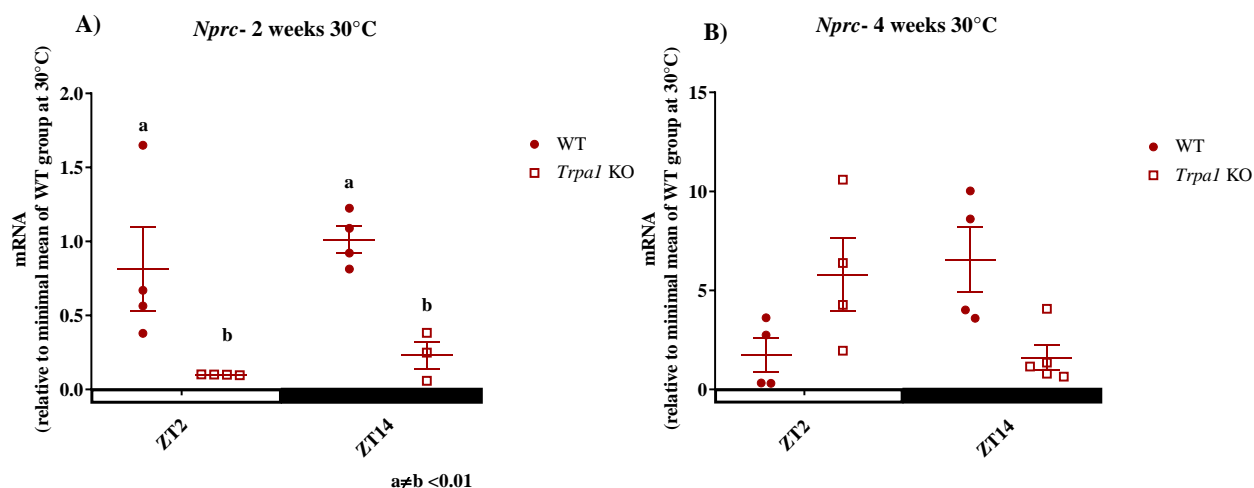 A)
Nprc- 2 weeks 30°C
mRNA
(relative to minimal mean of WT group at 30°C)
2.0
1.5
1.0
0.5
0.0
a
b
a
b
ZT2
ZT14
a≠b <0.01
WT
Trpa1 KO
B)
Nprc- 4 weeks 30°C
mRNA
(relative to minimal mean of WT group at 30°C)
15
10
5
0
ZT2
ZT14
WT
Trpa1 KO